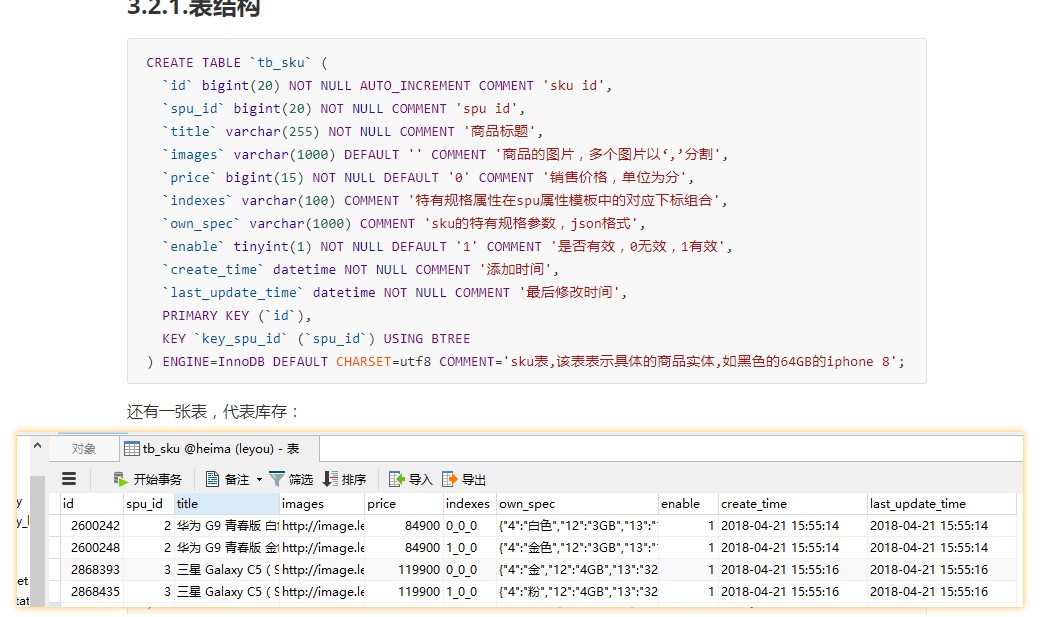 3.2.1.表结构
CREATE TABLE `tb_sku` (
`id` bigint(20) NOT NULL AUTO_INCREMENT COMMENT 'sku id',
`spu_id` bigint(20) NOT NULL COMMENT 'spu id',
`title` varchar(255) NOT NULL COMMENT '商品标题',
`images` varchar(1000) DEFAULT '' COMMENT '商品的图片，多个图片以‘,’分割',
`price` bigint(15) NOT NULL DEFAULT '0' COMMENT '销售价格，单位为分',
`indexes` varchar(100) COMMENT '特有规格属性在spu属性模板中的对应下标组合',
`own_spec` varchar(1000) COMMENT 'sku的特有规格参数，json格式',
`enable` tinyint(1) NOT NULL DEFAULT '1' COMMENT '是否有效，0无效，1有效',
`create_time` datetime NOT NULL COMMENT '添加时间',
`last_update_time` datetime NOT NULL COMMENT '最后修改时间',
PRIMARY KEY (`id`),
KEY `key_spu_id` (`spu_id`) USING BTREE
) ENGINE=InnoDB DEFAULT CHARSET=utf8 COMMENT='sku表,该表表示具体的商品实体,如黑色的64GB的iphone 8';
还有一张表，代表库存：
对象 tb_sku @heima (leyou) - 表
开始事务 备注 筛选 排序 导入 导出
id spu_id title images price indexes own_spec enable create_time last_update_time
2600242 2 华为 G9 青春版 白 http://image.le 84900 0_0_0 {"4":"白色","12":"3GB","13":" 1 2018-04-21 15:55:14 2018-04-21 15:55:14
2600248 2 华为 G9 青春版 金 http://image.le 84900 1_0_0 {"4":"金色","12":"3GB","13":" 1 2018-04-21 15:55:14 2018-04-21 15:55:14
2868393 3 三星 Galaxy C5（S http://image.le 119900 0_0_0 {"4":"金","12":"4GB","13":"32 1 2018-04-21 15:55:16 2018-04-21 15:55:16
2868435 3 三星 Galaxy C5（S http://image.le 119900 1_0_0 {"4":"粉","12":"4GB","13":"32 1 2018-04-21 15:55:16 2018-04-21 15:55:16